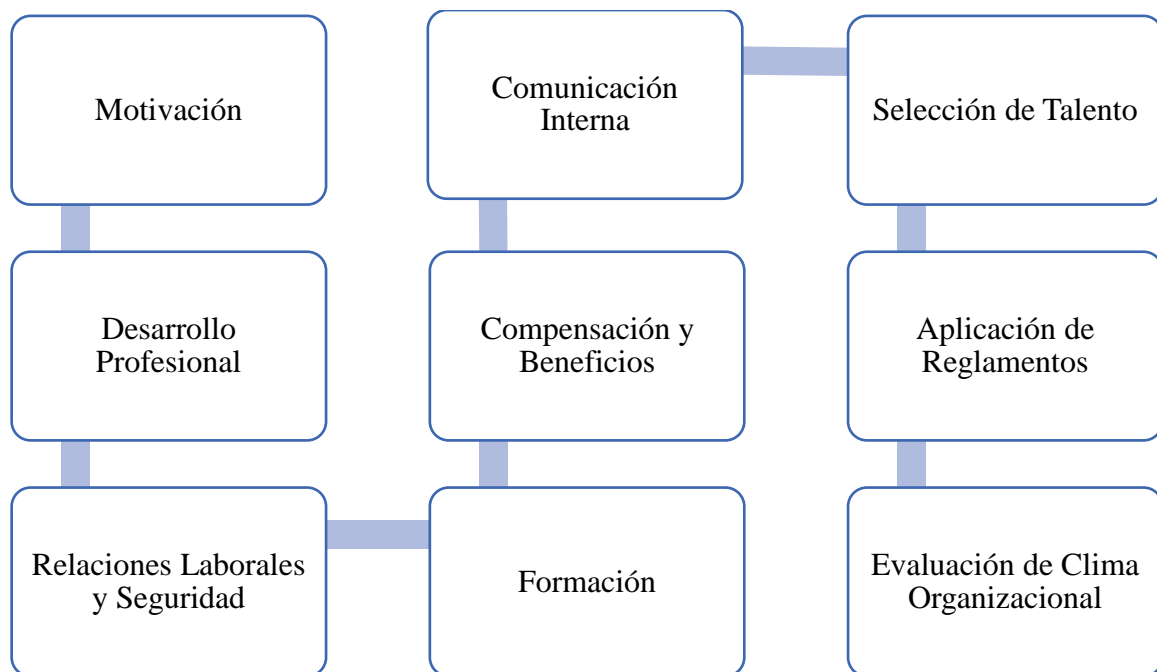 Motivación
Desarrollo
Profesional
Relaciones Laborales
y Seguridad
Formación
Compensación y
Beneficios
Comunicación
Interna
Selección de Talento
Aplicación de
Reglamentos
Evaluación de Clima
Organizacional